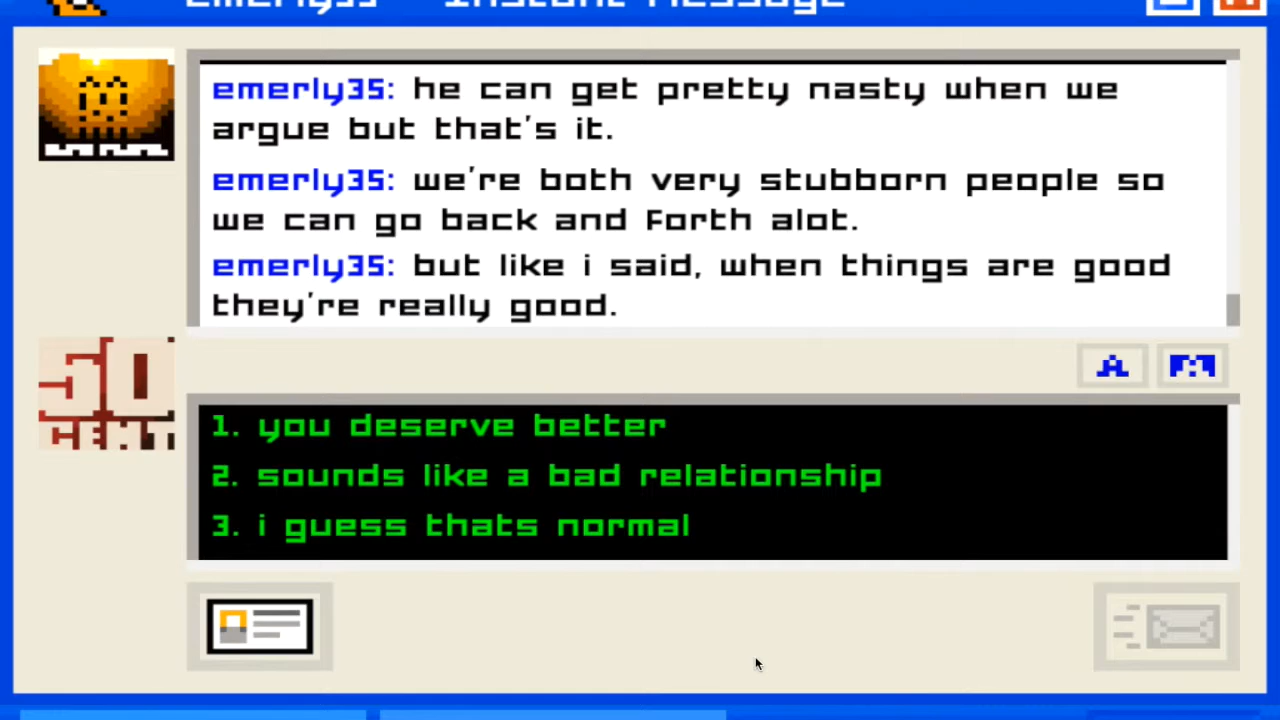 emerly35: he can get pretty nasty when we
argue but that's it.
emerly35: we're both very stubborn people so
we can go back and forth alot.
emerly35: but like i said, when things are good
they're really good.
A
1. you deserve better
2. sounds like a bad relationship
3. i guess thats normal